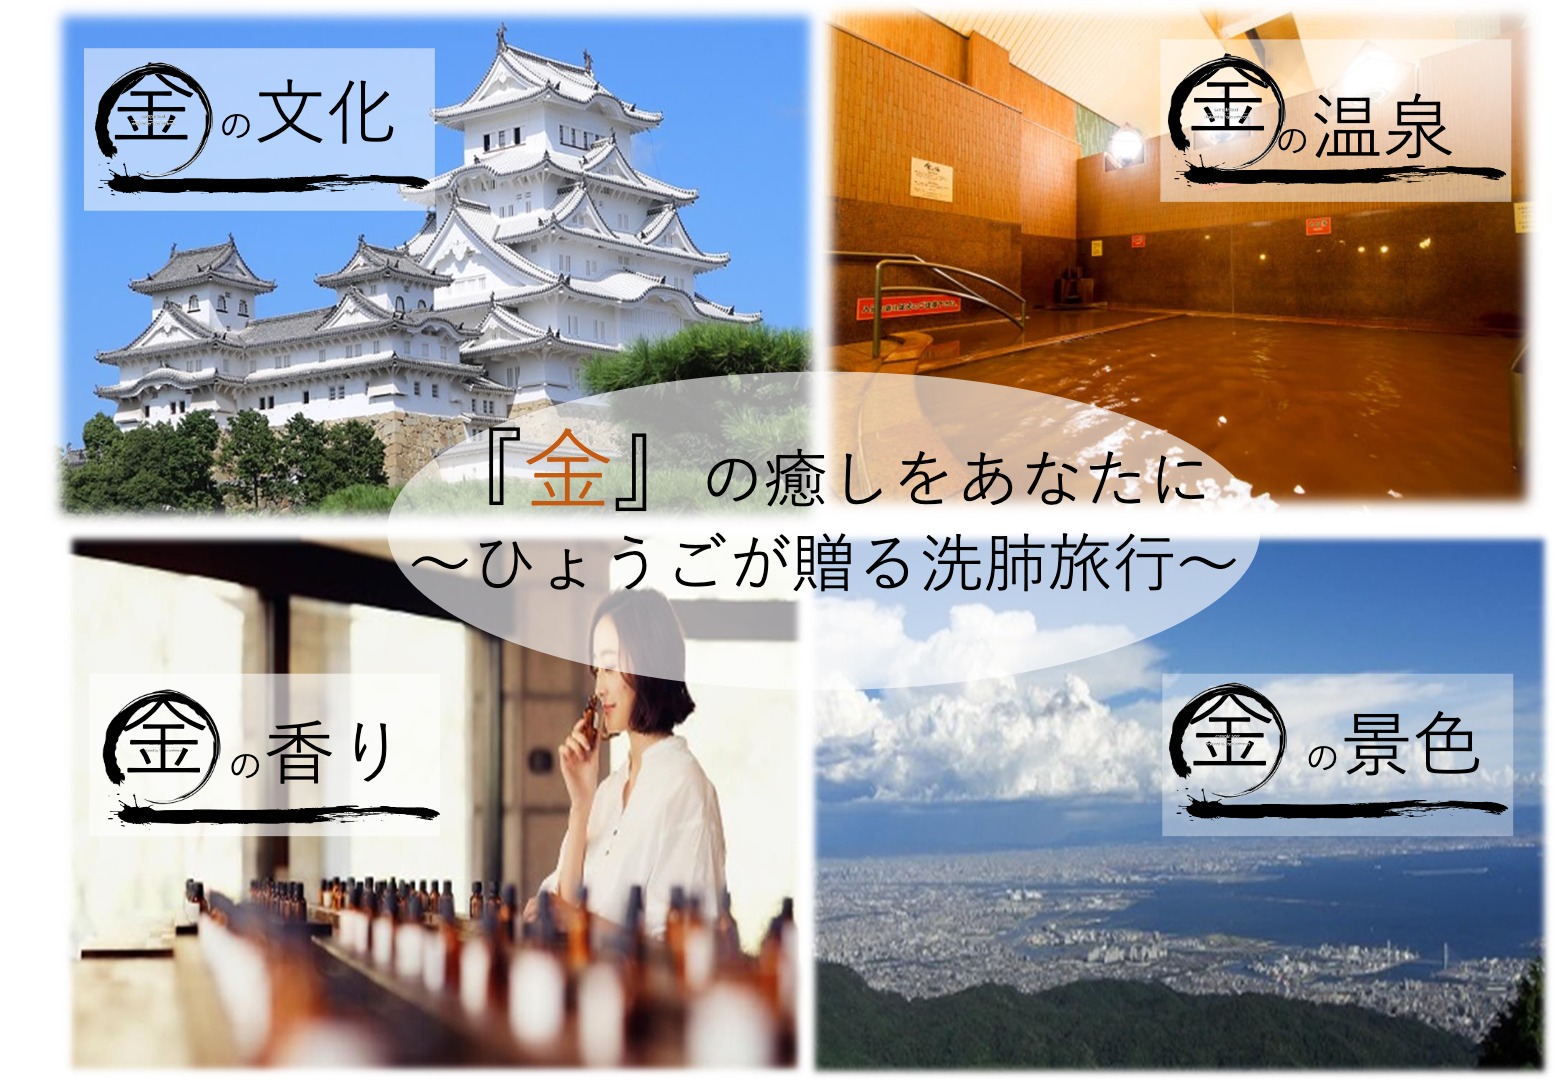 金の文化
金の温泉
『金』の癒しをあなたに
～ひょうごが贈る洗肺旅行～
金の香り
金の景色